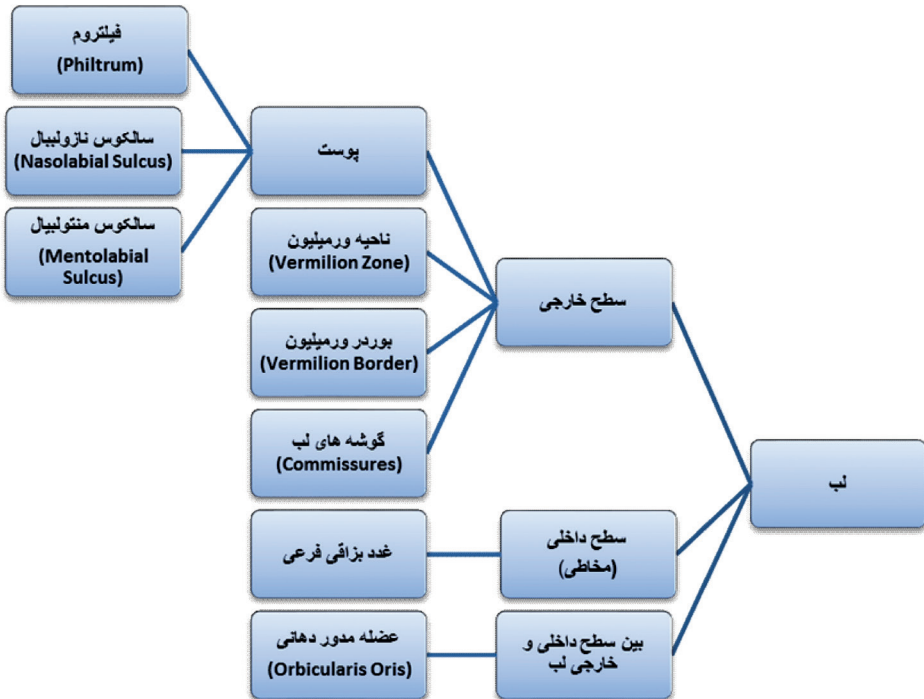 لب
سطح خارجی
پوست
فیلتروم
(Philtrum)
سالکوس نازولبیال
(Nasolabial Sulcus)
سالکوس منتولبیال
(Mentolabial
Sulcus)
ناحیه ورمیلیون
(Vermilion Zone)
بوردر ورمیلیون
(Vermilion Border)
گوشه های لب
(Commissures)
سطح داخلی
(مخاطی)
غدد بزاقی فرعی
بین سطح داخلی و
خارجی لب
عضله مدور دهانی
(Orbicularis Oris)